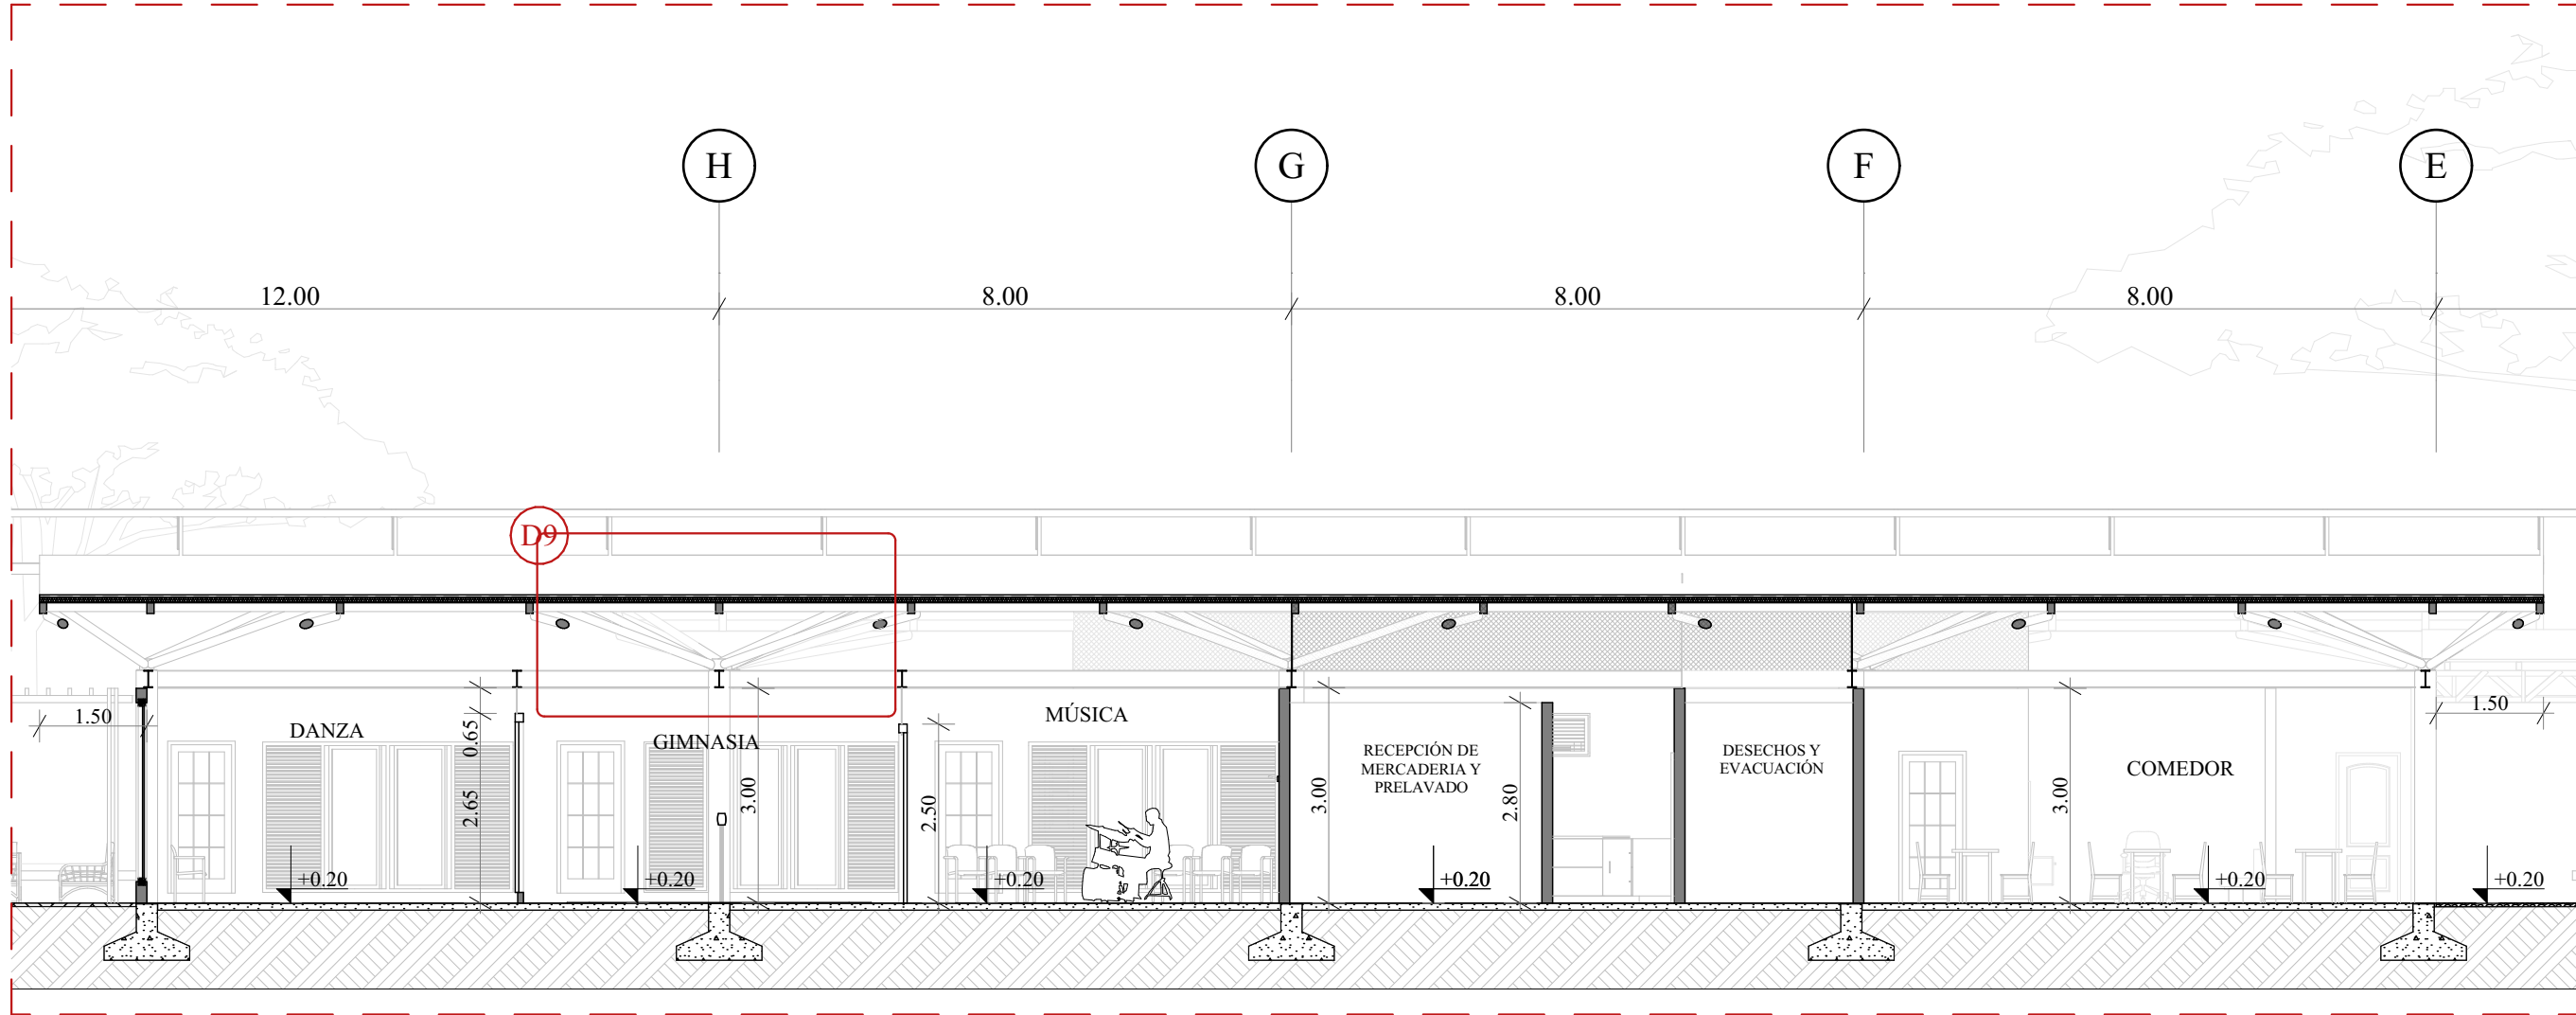 H
G
F
E
12.00
8.00
8.00
8.00
D9
1.50
DANZA
0.65
2.65
GIMNASIA
3.00
MÚSICA
2.50
RECEPCIÓN DE
MERCADERIA Y
PRELAVADO
3.00
2.80
DESECHOS Y
EVACUACIÓN
COMEDOR
3.00
1.50
+0.20
+0.20
+0.20
+0.20
+0.20
+0.20